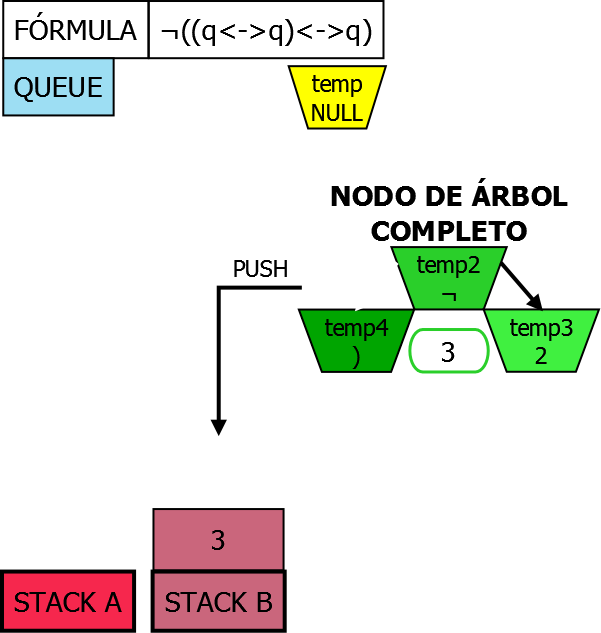 FÓRMULA
¬((q<->q)<->q)
QUEUE
temp
NULL
NODO DE ÁRBOL
COMPLETO
PUSH
temp2
¬
temp4
)
3
temp3
2
3
STACK A
STACK B